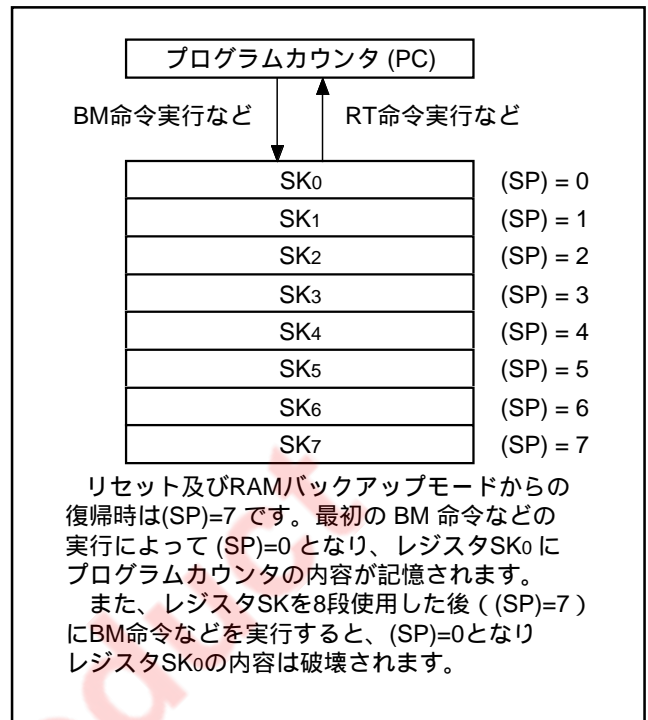 プログラムカウンタ (PC)
BM命令実行など RT命令実行など
SK0 (SP) = 0
SK1 (SP) = 1
SK2 (SP) = 2
SK3 (SP) = 3
SK4 (SP) = 4
SK5 (SP) = 5
SK6 (SP) = 6
SK7 (SP) = 7
リセット及びRAMバックアップモードからの
復帰時は(SP)=7 です。最初の BM 命令などの
実行によって (SP)=0 となり、レジスタSK0 に
プログラムカウンタの内容が記憶されます。
また、レジスタSKを8段使用した後（(SP)=7）
にBM命令などを実行すると、(SP)=0となり
レジスタSK0の内容は破壊されます。